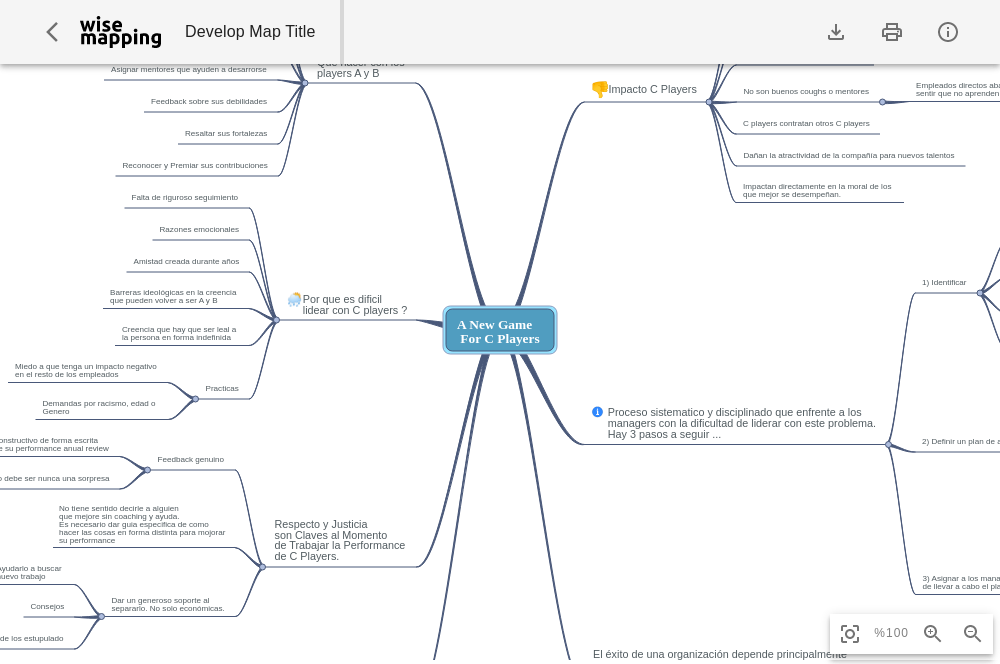 wise
mapping
Develop Map Title
Asignar mentores que ayuden a desarrorse
players A y B
Feedback sobre sus debilidades
Resaltar sus fortalezas
Reconocer y Premiar sus contribuciones
Falta de riguroso seguimiento
Razones emocionales
Amistad creada durante años
Barreras ideológicas en la creencia
que pueden volver a ser A y B
Creencia que hay que ser leal a
la persona en forma indefinida
Por que es dificil
lidear con C players ?
Miedo a que tenga un impacto negativo
en el resto de los empleados
Practicas
Demandas por racismo, edad o
Genero
onstructivo de forma escrita
e su performance anual review
Feedback genuino
o debe ser nunca una sorpresa
No tiene sentido decirle a alguien
que mejore sin coaching y ayuda.
Es necesario dar guia especifica de como
hacer las cosas en forma distinta para mojorar
su performance
Respecto y Justicia
son Claves al Momento
de Trabajar la Performance
de C Players.
Ayudarlo a buscar
nuevo trabajo
Consejos
Dar un generoso soporte al
separarlo. No solo económicas.
de los estupulado
A New Game
For C Players
Impacto C Players
No son buenos coughs o mentores
Empleados directos aba
sentir que no aprenden
C players contratan otros C players
Dañan la atractividad de la compañía para nuevos talentos
Impactan directamente en la moral de los
que mejor se desempeñan.
1) Identificar
Proceso sistematico y disciplinado que enfrente a los
managers con la dificultad de liderar con este problema.
Hay 3 pasos a seguir ...
2) Definir un plan de a
3) Asignar a los mana
de llevar a cabo el pla
%100
El éxito de una organización depende principalmente